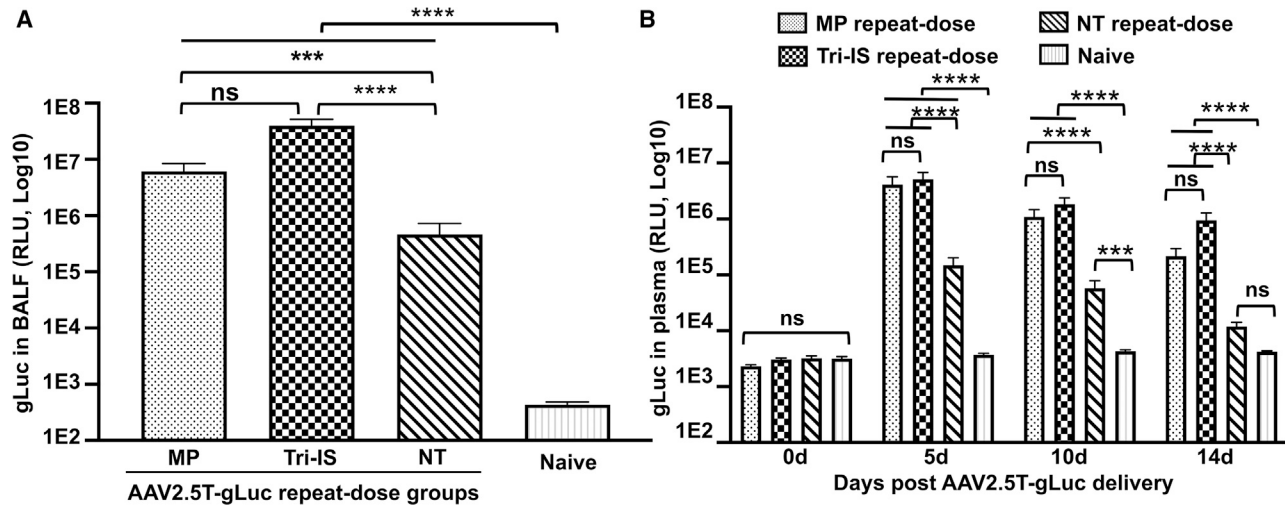 A
****
***
ns
****
gLuc in BALF (RLU, Log10)
1E8
1E7
1E6
1E5
1E4
1E3
1E2
MP Tri-IS NT Naive
AAV2.5T-gLuc repeat-dose groups
B
MP repeat-dose NT repeat-dose
Tri-IS repeat-dose Naive
gLuc in plasma (RLU, Log10)
1E8
1E7
1E6
1E5
1E4
1E3
1E2
ns
****
****
ns
****
****
ns
***
****
****
ns
ns
0d 5d 10d 14d
Days post AAV2.5T-gLuc delivery